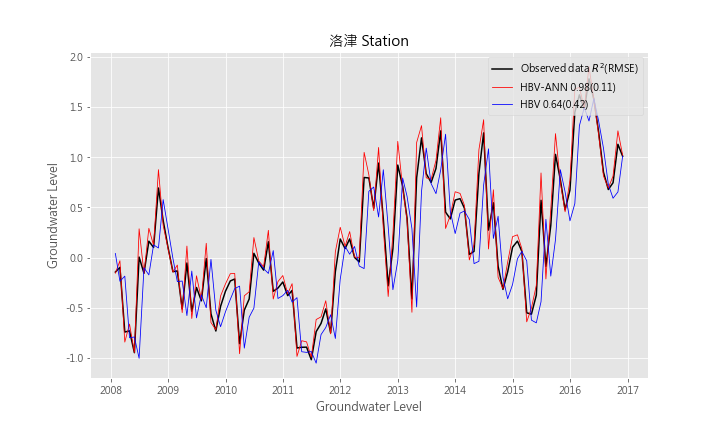 洛津 Station
Observed data R²(RMSE)
HBV-ANN 0.98(0.11)
HBV 0.64(0.42)
Groundwater Level
2.0
1.5
1.0
0.5
0.0
-0.5
-1.0
2008 2009 2010 2011 2012 2013 2014 2015 2016 2017
Groundwater Level